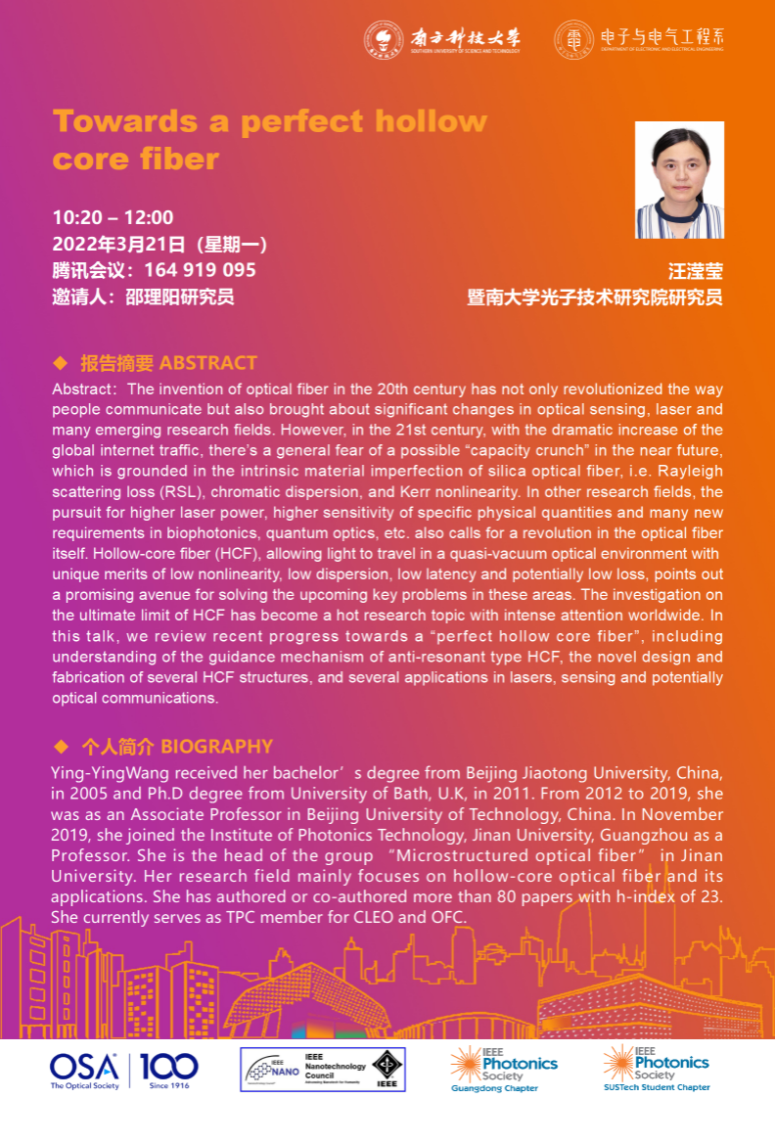 南方科技大学
SOUTHERN UNIVERSITY OF SCIENCE AND TECHNOLOGY
电子与电气工程系
DEPARTMENT OF ELECTRONIC AND ELECTRICAL ENGINEERING
Towards a perfect hollow
core fiber
10:20 – 12:00
2022年3月21日（星期一）
腾讯会议：164 919 095
邀请人：邵理阳研究员
汪滢莹
暨南大学光子技术研究院研究员
◆ 报告摘要 ABSTRACT
Abstract：The invention of optical fiber in the 20th century has not only revolutionized the way
people communicate but also brought about significant changes in optical sensing, laser and
many emerging research fields. However, in the 21st century, with the dramatic increase of the
global internet traffic, there’s a general fear of a possible “capacity crunch” in the near future,
which is grounded in the intrinsic material imperfection of silica optical fiber, i.e. Rayleigh
scattering loss (RSL), chromatic dispersion, and Kerr nonlinearity. In other research fields, the
pursuit for higher laser power, higher sensitivity of specific physical quantities and many new
requirements in biophotonics, quantum optics, etc. also calls for a revolution in the optical fiber
itself. Hollow-core fiber (HCF), allowing light to travel in a quasi-vacuum optical environment with
unique merits of low nonlinearity, low dispersion, low latency and potentially low loss, points out
a promising avenue for solving the upcoming key problems in these areas. The investigation on
the ultimate limit of HCF has become a hot research topic with intense attention worldwide. In
this talk, we review recent progress towards a “perfect hollow core fiber”, including
understanding of the guidance mechanism of anti-resonant type HCF, the novel design and
fabrication of several HCF structures, and several applications in lasers, sensing and potentially
optical communications.
◆ 个人简介 BIOGRAPHY
Ying-YingWang received her bachelor’s degree from Beijing Jiaotong University, China,
in 2005 and Ph.D degree from University of Bath, U.K, in 2011. From 2012 to 2019, she
was as an Associate Professor in Beijing University of Technology, China. In November
2019, she joined the Institute of Photonics Technology, Jinan University, Guangzhou as a
Professor. She is the head of the group “Microstructured optical fiber” in Jinan
University. Her research field mainly focuses on hollow-core optical fiber and its
applications. She has authored or co-authored more than 80 papers with h-index of 23.
She currently serves as TPC member for CLEO and OFC.
OSA 100
The Optical Society Since 1916
IEEE
NANO
IEEE
Nanotechnology
Council
Advancing Nanotech for Humanity
IEEE
IEEE
Photonics
Society
Guangdong Chapter
IEEE
Photonics
Society
SUSTech Student Chapter